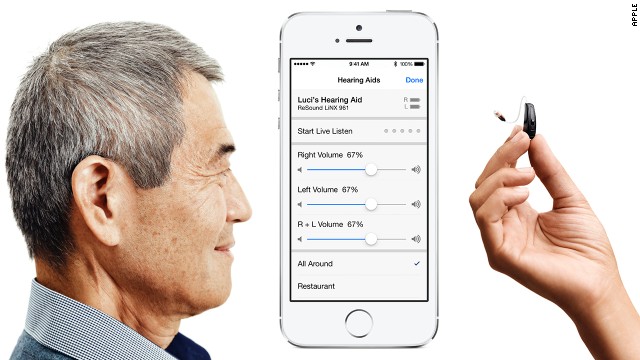 9:41 AM 100%
Hearing Aids Done
Luci's Hearing Aid R
ReSound LiNX 961 L
Start Live Listen
Right Volume 67%
Left Volume 67%
R + L Volume 67%
All Around
Restaurant
APPLE